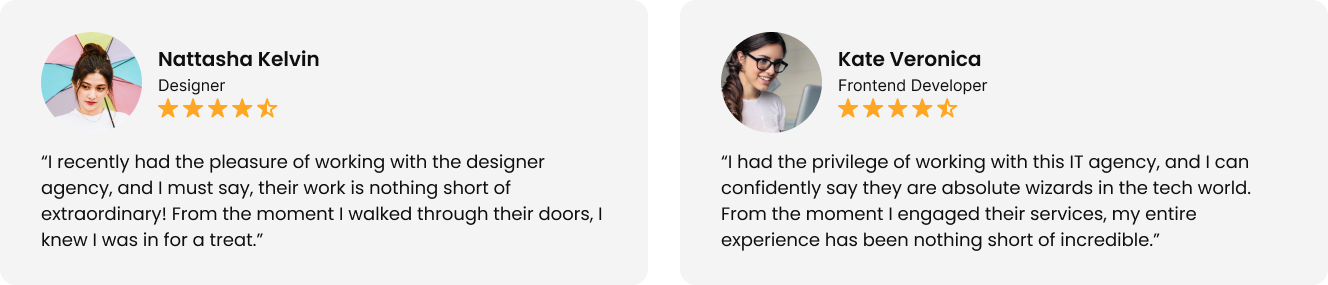 Nattasha Kelvin
Designer
“I recently had the pleasure of working with the designer
agency, and I must say, their work is nothing short of
extraordinary! From the moment I walked through their doors, I
knew I was in for a treat.”
Kate Veronica
Frontend Developer
“I had the privilege of working with this IT agency, and I can
confidently say they are absolute wizards in the tech world.
From the moment I engaged their services, my entire
experience has been nothing short of incredible.”